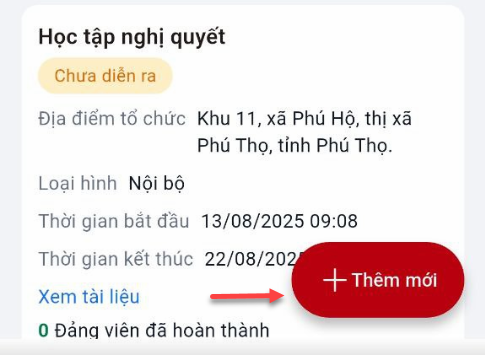 Học tập nghị quyết
Chưa diễn ra
Địa điểm tổ chức Khu 11, xã Phú Hộ, thị xã
Phú Thọ, tỉnh Phú Thọ.
Loại hình Nội bộ
Thời gian bắt đầu 13/08/2025 09:08
Thời gian kết thúc 22/08/202
Thêm mới
Xem tài liệu
0 Đảng viên đã hoàn thành